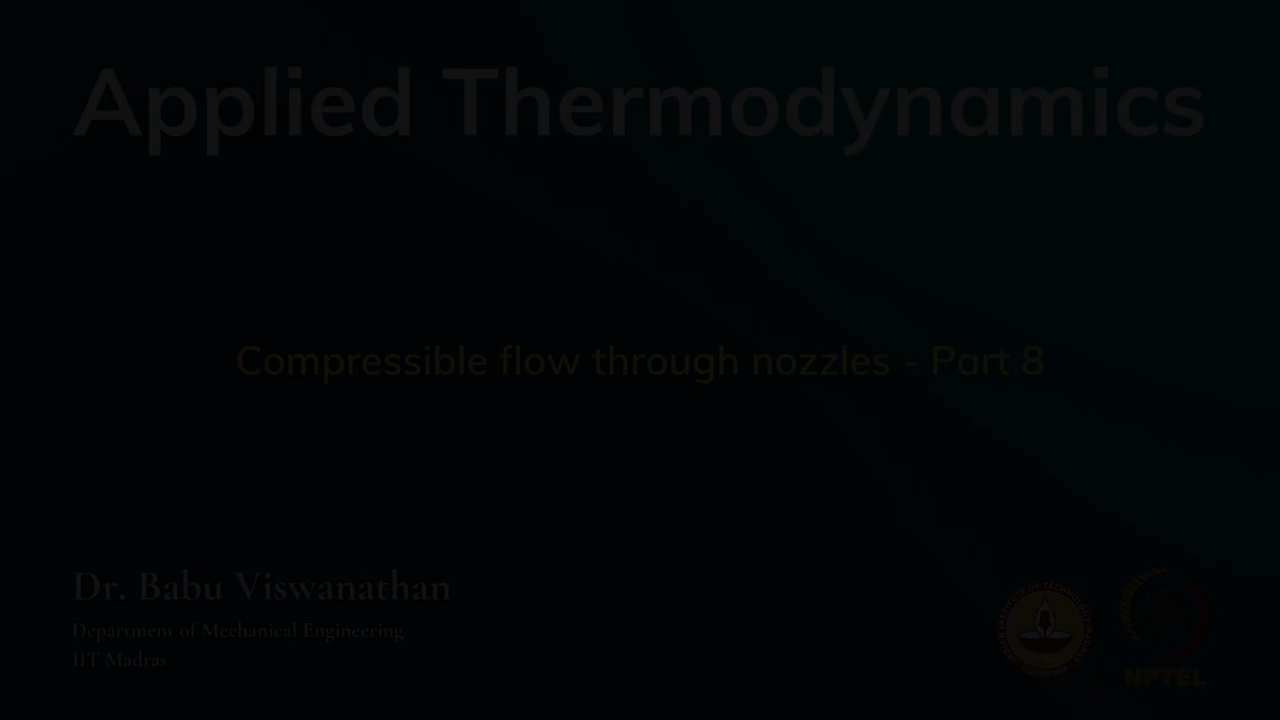 Applied Thermodynamics
Compressible flow through nozzles - Part 8
Dr. Babu Viswanathan
Department of Mechanical Engineering
IIT Madras
NPTEL